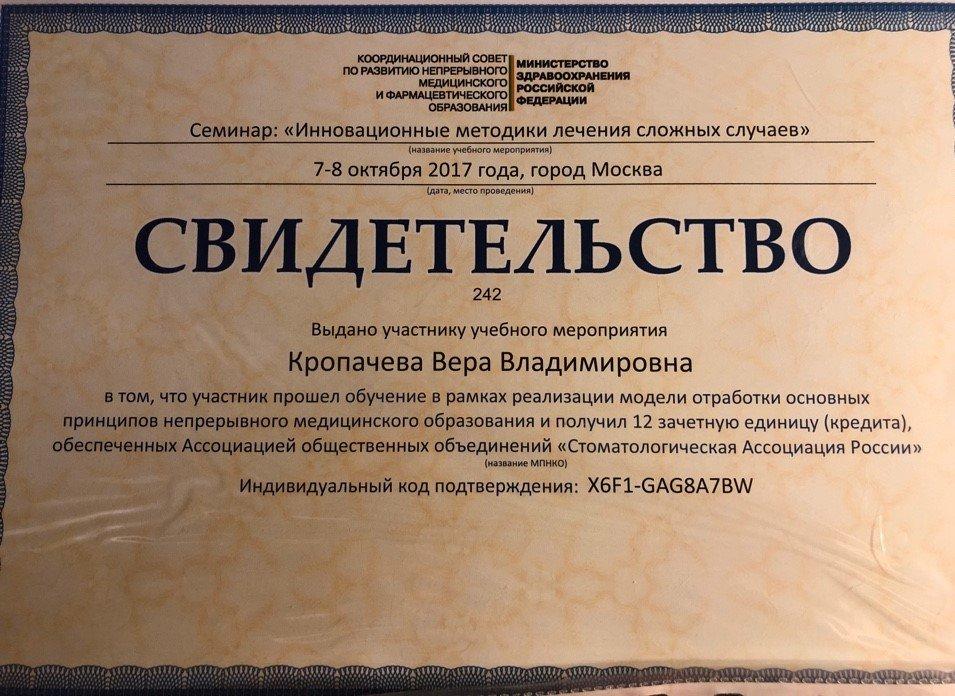 КООРДИНАЦИОННЫЙ СОВЕТ
ПО РАЗВИТИЮ НЕПРЕРЫВНОГО
МЕДИЦИНСКОГО
И ФАРМАЦЕВТИЧЕСКОГО
ОБРАЗОВАНИЯ
МИНИСТЕРСТВО
ЗДРАВООХРАНЕНИЯ
РОССИЙСКОЙ
ФЕДЕРАЦИИ
Семинар: «Инновационные методики лечения сложных случаев»
(название учебного мероприятия)
7-8 октября 2017 года, город Москва
(дата, место проведения)
СВИДЕТЕЛЬСТВО
242
Выдано участнику учебного мероприятия
Кропачева Вера Владимировна
в том, что участник прошел обучение в рамках реализации модели отработки основных
принципов непрерывного медицинского образования и получил 12 зачетную единицу (кредита),
обеспеченных Ассоциацией общественных объединений «Стоматологическая Ассоциация России»
(название МПНКО)
Индивидуальный код подтверждения: X6F1-GAG8A7BW